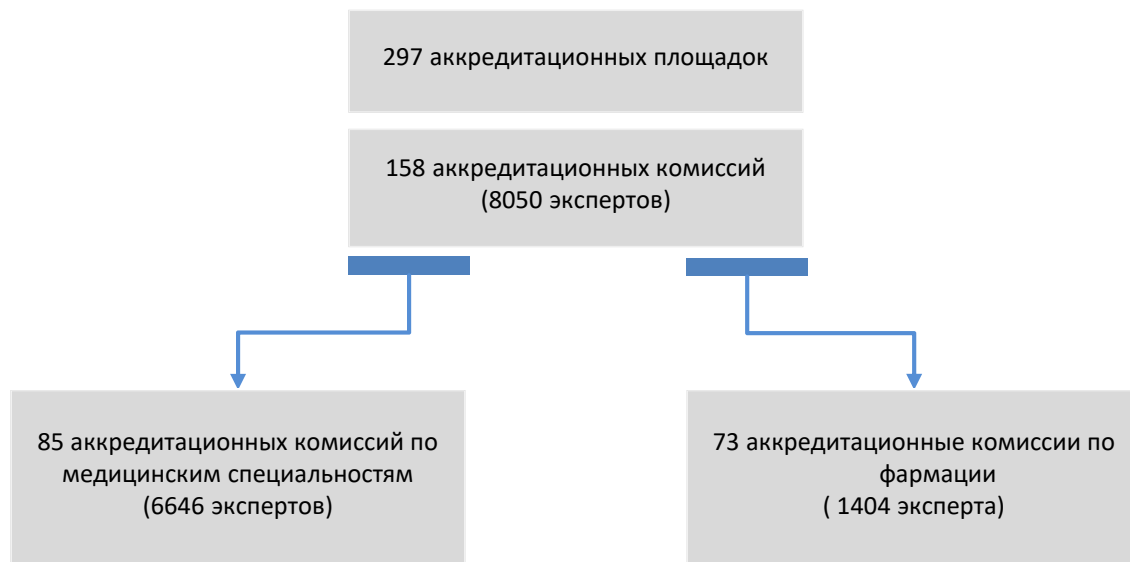 297 аккредитационных площадок
158 аккредитационных комиссий
(8050 экспертов)
85 аккредитационных комиссий по
медицинским специальностям
(6646 экспертов)
73 аккредитационные комиссии по
фармации
( 1404 эксперта)